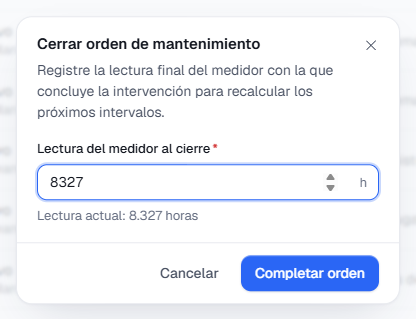 Cerrar orden de mantenimiento
Registre la lectura final del medidor con la que
concluye la intervención para recalcular los
próximos intervalos.
Lectura del medidor al cierre*
8327 h
Lectura actual: 8.327 horas
Cancelar Completar orden